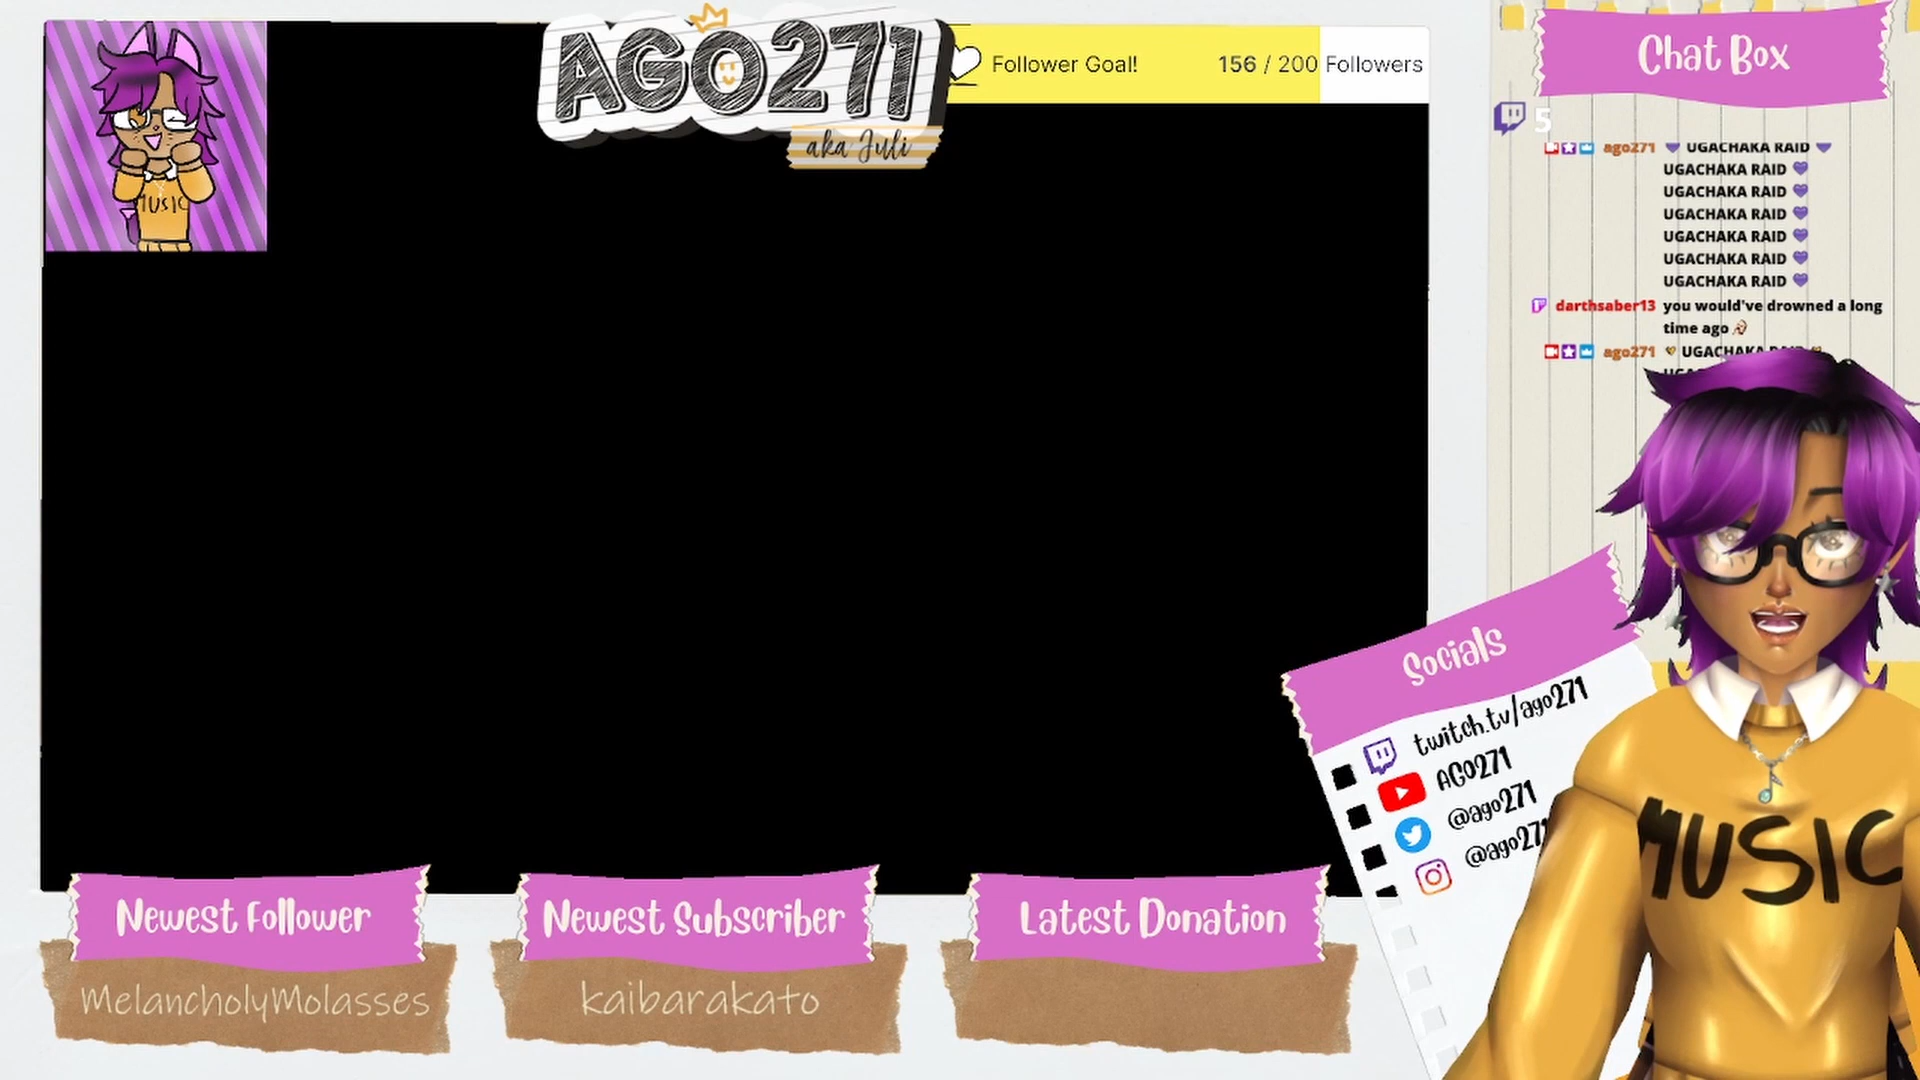 AGO271
aka Juli
Follower Goal!
156 / 200 Followers
Chat Box
5
ago271 💜 UGACHAKA RAID 💜
UGACHAKA RAID 💜
UGACHAKA RAID 💜
UGACHAKA RAID 💜
UGACHAKA RAID 💜
UGACHAKA RAID 💜
UGACHAKA RAID 💜
darthsaber13 you would've drowned a long
time ago
ago271 UGACHAKA
MUSIC
Socials
twitch.tv/ago271
AGO271
@ago271
@ago271
MUSIC
Newest Follower
MelancholyMolasses
Newest Subscriber
kaibarakato
Latest Donation